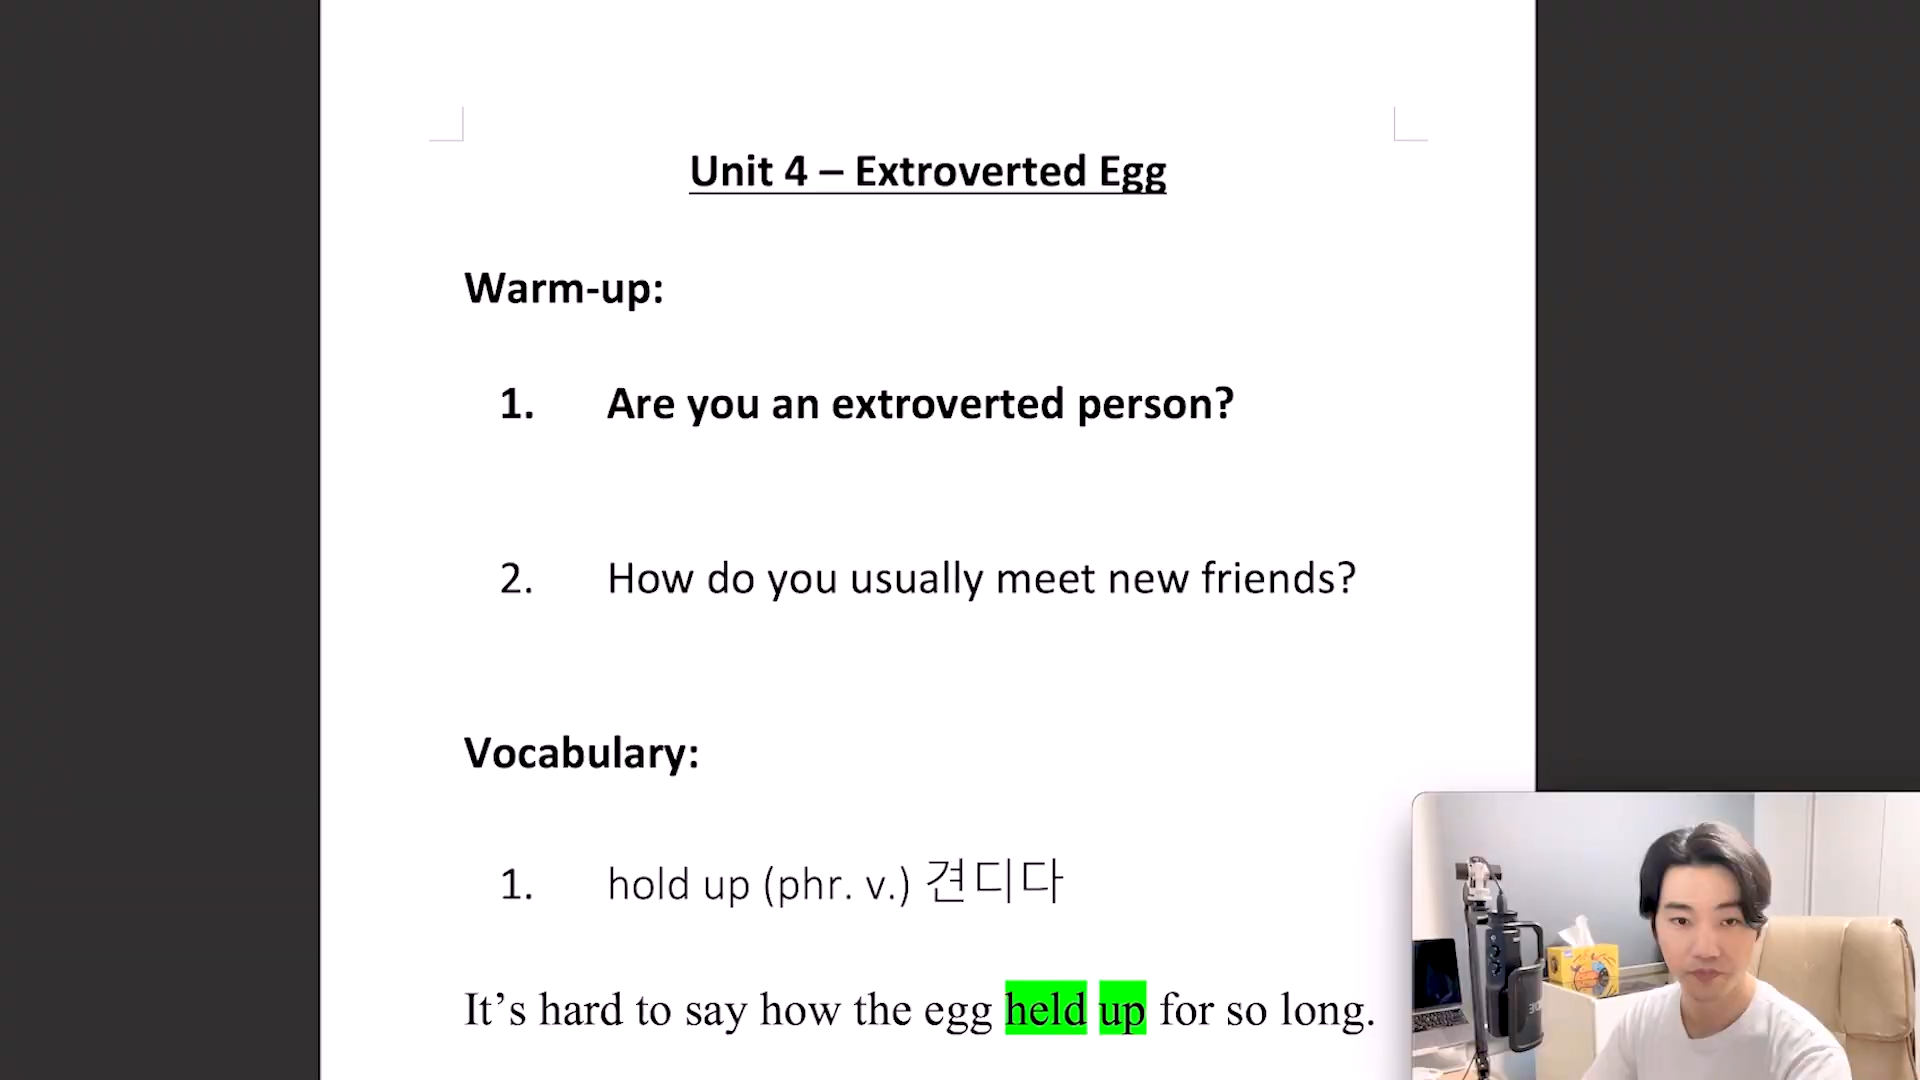 Unit 4 – Extroverted Egg
Warm-up:
1. Are you an extroverted person?
2. How do you usually meet new friends?
Vocabulary:
1. hold up (phr. v.) 견디다
It’s hard to say how the egg held up for so long.